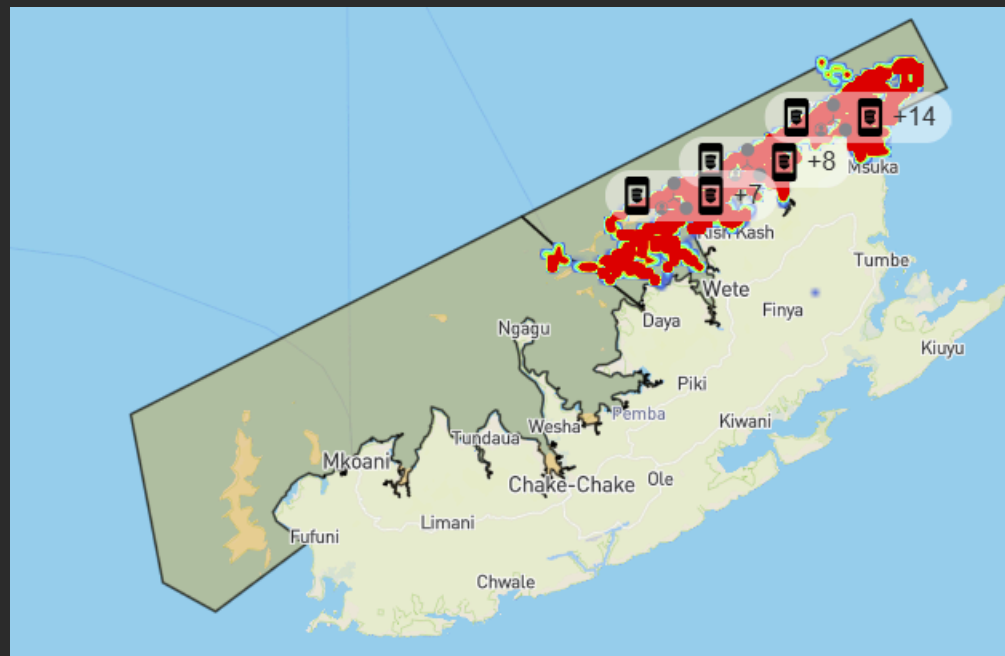 +14
+8
Msuka
+7
Kish Kash
Tumbe
Wete
Finya
Daya
Ngagu
Kiuyu
Piki
Pemba
Kiwani
Wesha
Tundaua
Mkoani
Ole
Chake-Chake
Limani
Fufuni
Chwale